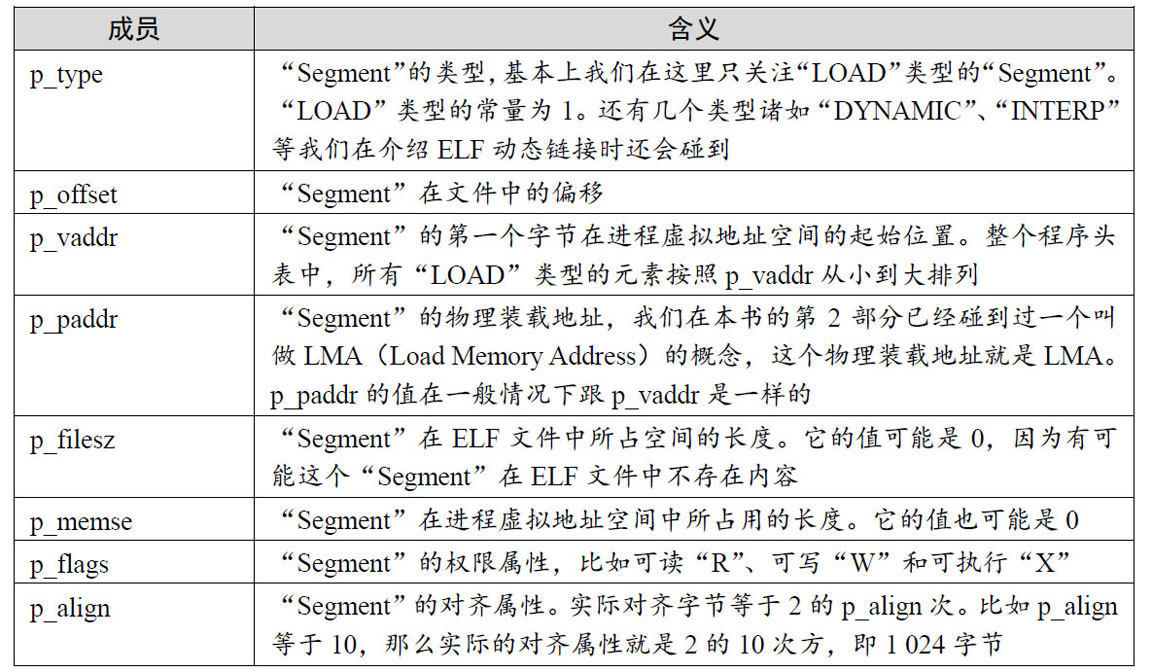 成员 含义
p_type “Segment”的类型，基本上我们在这里只关注“LOAD”类型的“Segment”。
“LOAD”类型的常量为 1。还有几个类型诸如“DYNAMIC”、“INTERP”
等我们在介绍 ELF 动态链接时还会碰到
p_offset “Segment”在文件中的偏移
p_vaddr “Segment”的第一个字节在进程虚拟地址空间的起始位置。整个程序头
表中，所有“LOAD”类型的元素按照 p_vaddr 从小到大排列
p_paddr “Segment”的物理装载地址，我们在本书的第 2 部分已经碰到过一个叫
做 LMA（Load Memory Address）的概念，这个物理装载地址就是 LMA。
p_paddr 的值在一般情况下跟 p_vaddr 是一样的
p_filesz “Segment”在 ELF 文件中所占空间的长度。它的值可能是 0，因为有可
能这个“Segment”在 ELF 文件中不存在内容
p_memse “Segment”在进程虚拟地址空间中所占用的长度。它的值也可能是 0
p_flags “Segment”的权限属性，比如可读“R”、可写“W”和可执行“X”
p_align “Segment”的对齐属性。实际对齐字节等于 2 的 p_align 次。比如 p_align
等于 10，那么实际的对齐属性就是 2 的 10 次方，即 1 024 字节